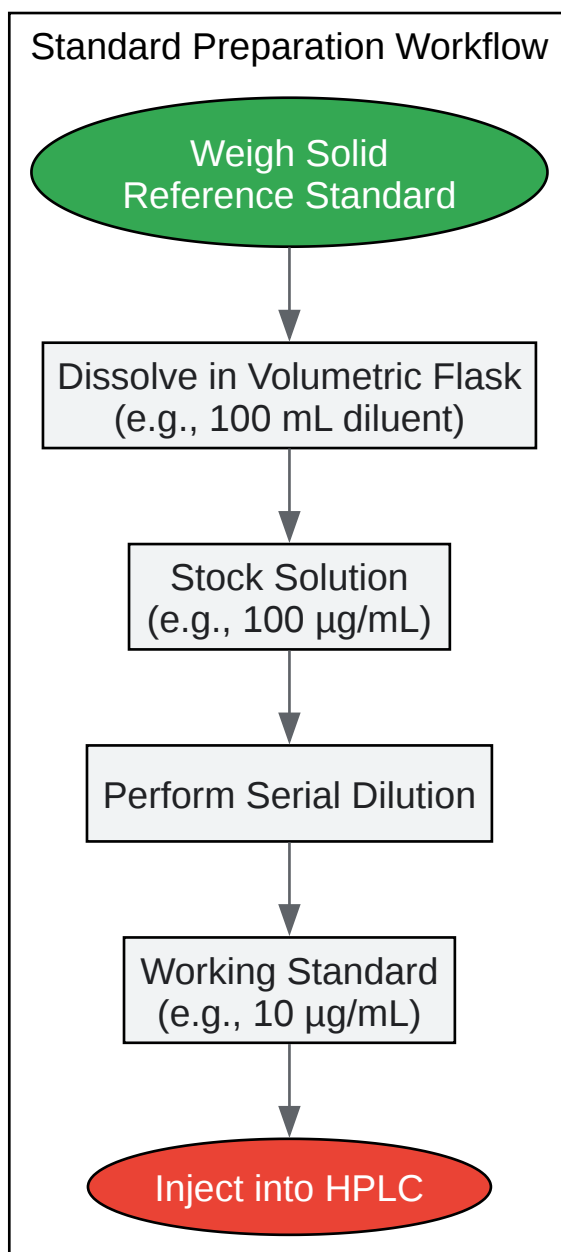 Standard Preparation Workflow
Weigh Solid
Reference Standard
Dissolve in Volumetric Flask
(e.g., 100 mL diluent)
Stock Solution
(e.g., 100 µg/mL)
Perform Serial Dilution
Working Standard
(e.g., 10 µg/mL)
Inject into HPLC